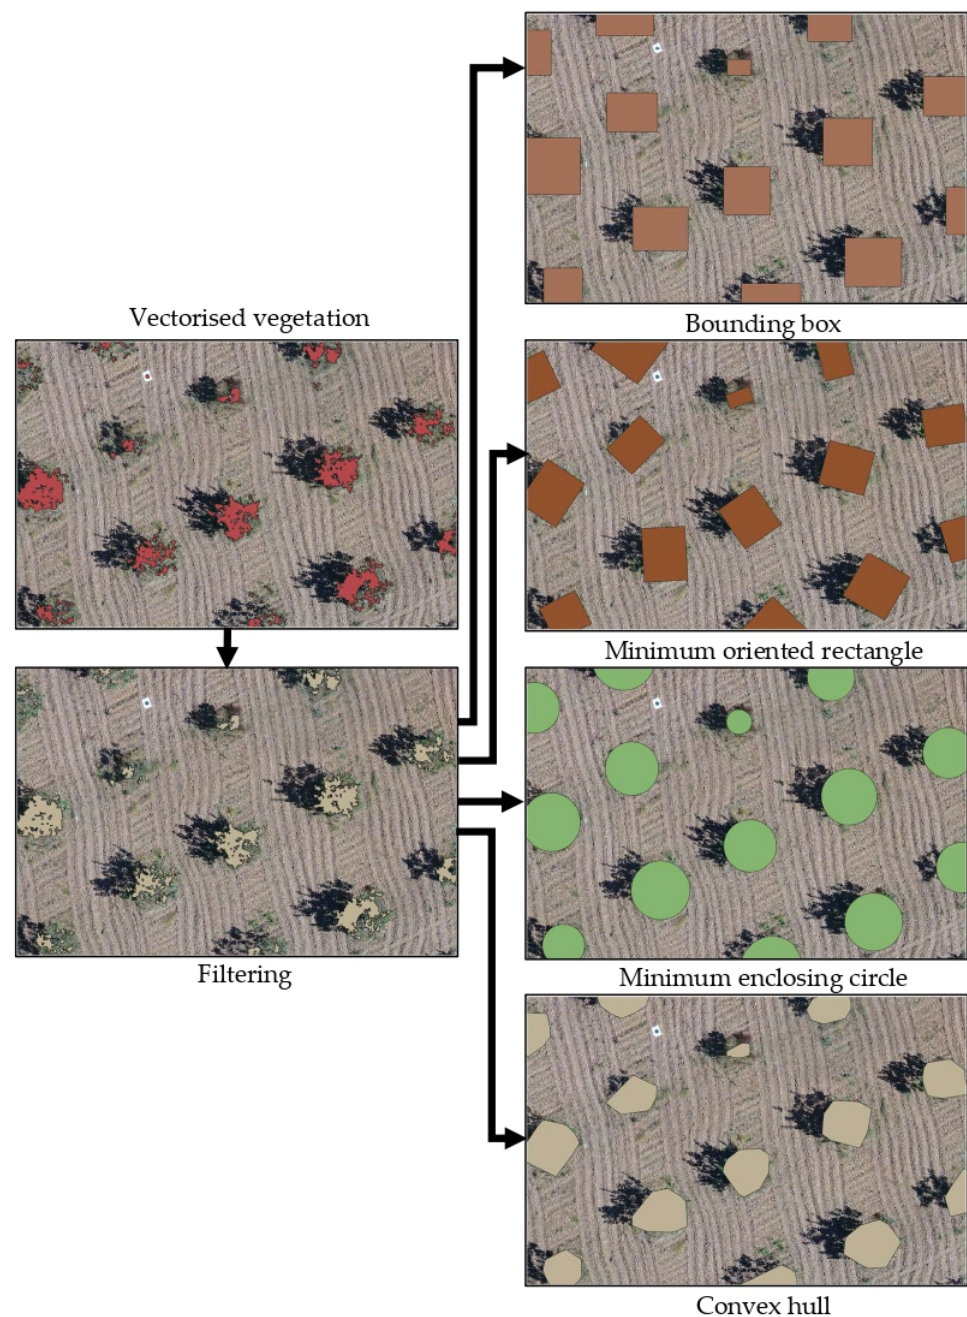 Vectorised vegetation
Filtering
Bounding box
Minimum oriented rectangle
Minimum enclosing circle
Convex hull